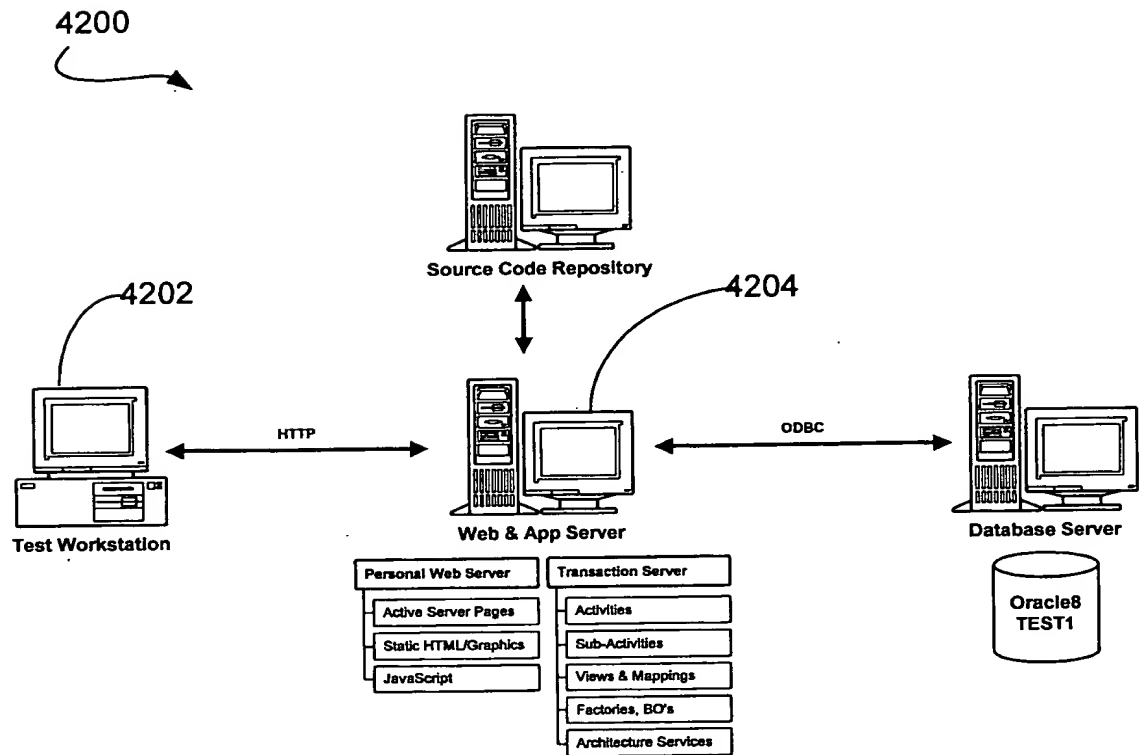 4200
Source Code Repository
4202
4204
HTTP
ODBC
Test Workstation
Web & App Server
Database Server
Personal Web Server
Active Server Pages
Static HTML/Graphics
JavaScript
Transaction Server
Activities
Sub-Activities
Views & Mappings
Factories, BO's
Architecture Services
Oracle8
TEST1